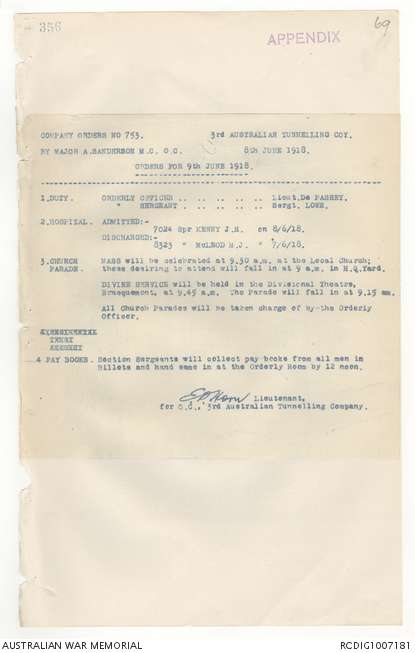 356
69
APPENDIX
COMPANY ORDERS NO 753. 3rd AUSTRALIAN TUNNELLING COY.
BY MAJOR A.SANDERSON M.C. O.C. 8th JUNE 1918.
ORDERS FOR 9th JUNE 1918.
1.DUTY. ORDERLY OFFICER .. .. .. .. Lieut.De PASHEY.
" SERGEANT .. .. .. .. Sergt. LOVE.
2.HOSPITAL. ADMITTED:-
7024 Spr KENNY J.H. on 8/6/18.
DISCHARGED:-
8323 " McLEOD M.J. " 7/6/18.
3.CHURCH MASS will be celebrated at 9.30 a.m. at the Local Church;
PARADE. those desiring to attend will fall in at 9 a.m. in H.Q.Yard.
DIVINE SERVICE will be held in the Divisional Theatre,
Braquemont, at 9.45 a.m. The Parade will fall in at 9.15 am.
All Church Parades will be taken charge of by the Orderly
Officer.
4 PAY BOOKS. Section Sergeants will collect pay-books from all men in
Billets and hand same in at the Orderly Room by 12 noon.
Lieutenant,
for O.C., 3rd Australian Tunnelling Company.
AUSTRALIAN WAR MEMORIAL RCDIG1007181